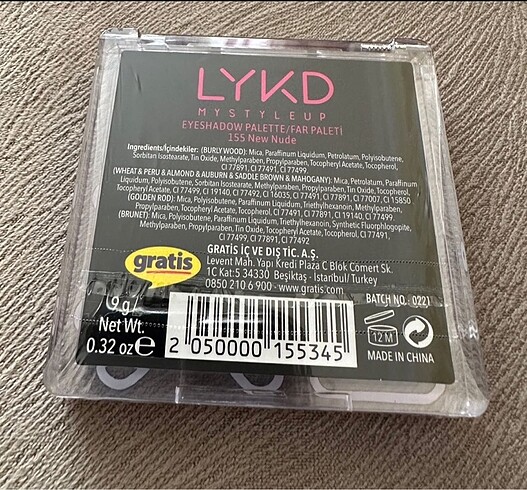 LYKD
MYSTYLEUP
EYESHADOW PALETTE/FAR PALETİ
155 New Nude
Ingredients/İçindekiler: (BURLYWOOD): Mica, Paraffinum Liquidum, Petrolatum, Polyisobutene,
Sorbitan Isostearate, Tin Oxide, Methylparaben, Propylparaben, Tocopheryl Acetate, Tocopherol,
CI 77891, CI 77491, CI 77499.
(WHEAT & PERU & ALMOND & AUBURN & SADDLE BROWN & MAHOGANY): Mica, Petrolatum, Paraffinum
Liquidum, Polyisobutene, Sorbitan Isostearate, Methylparaben, Propylparaben, Tin Oxide, Tocopherol,
Tocopheryl Acetate, CI 77499, CI 19140, CI 77492, CI 16035, CI 77491, CI 77891, CI 77007, CI 15850
(GOLDEN ROD): Mica, Polyisobutene, Paraffinum Liquidum, Triethylhexanoin, Methylparaben,
Propylparaben, Tocopheryl Acetate, Tocopherol, CI 77491, CI 77891, CI 19140, CI 77499.
(BRUNET): Mica, Polyisobutene, Paraffinum Liquidum, Triethylhexanoin, Synthetic Fluorphlogopite,
Methylparaben, Propylparaben, Tin Oxide, Tocopheryl Acetate, Tocopherol, CI 77491,
CI 77499, CI 77891, CI 77492
gratis
GRATİS İÇ VE DIŞ TİC. A.Ş.
Levent Mah. Yapı Kredi Plaza C Blok Cömert Sk.
1C Kat:5 34330 Beşiktaş - İstanbul/ Turkey
0850 210 6 900 - www.gratis.com
9 g
Net Wt.
0.32 oz e
BATCH NO. 0221
12 M
MADE IN CHINA
2 050000 155345